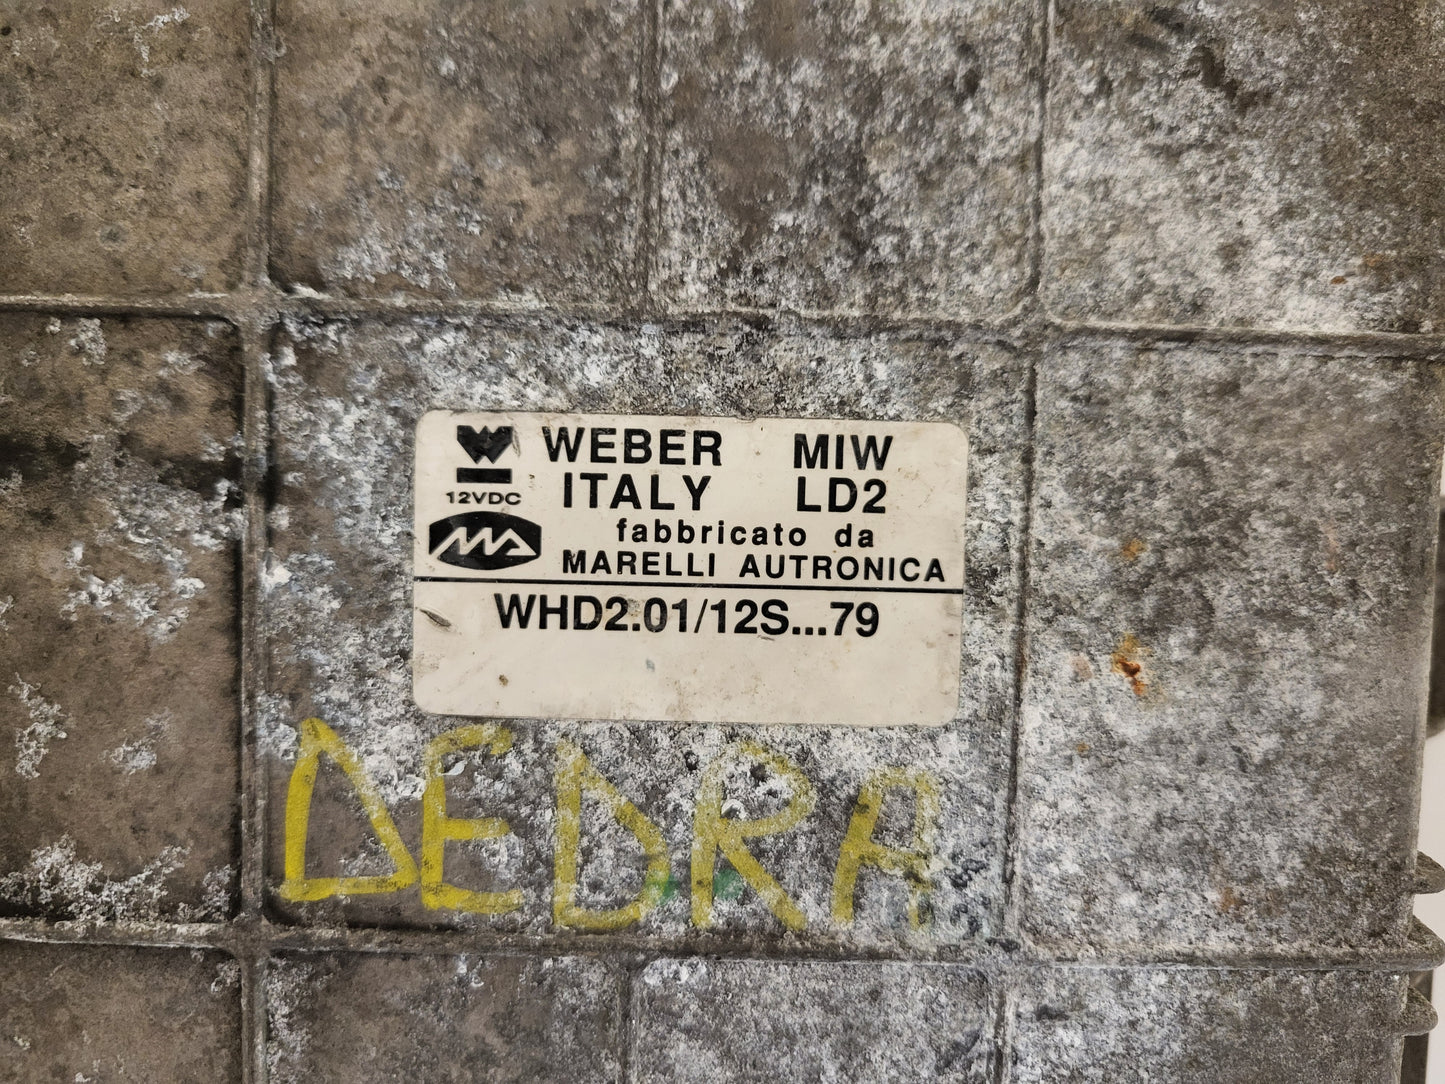 WEBER MIW
ITALY LD2
12VDC
fabbricato da
MARELLI AUTRONICA
WHD2.01/12S...79
DEDRA